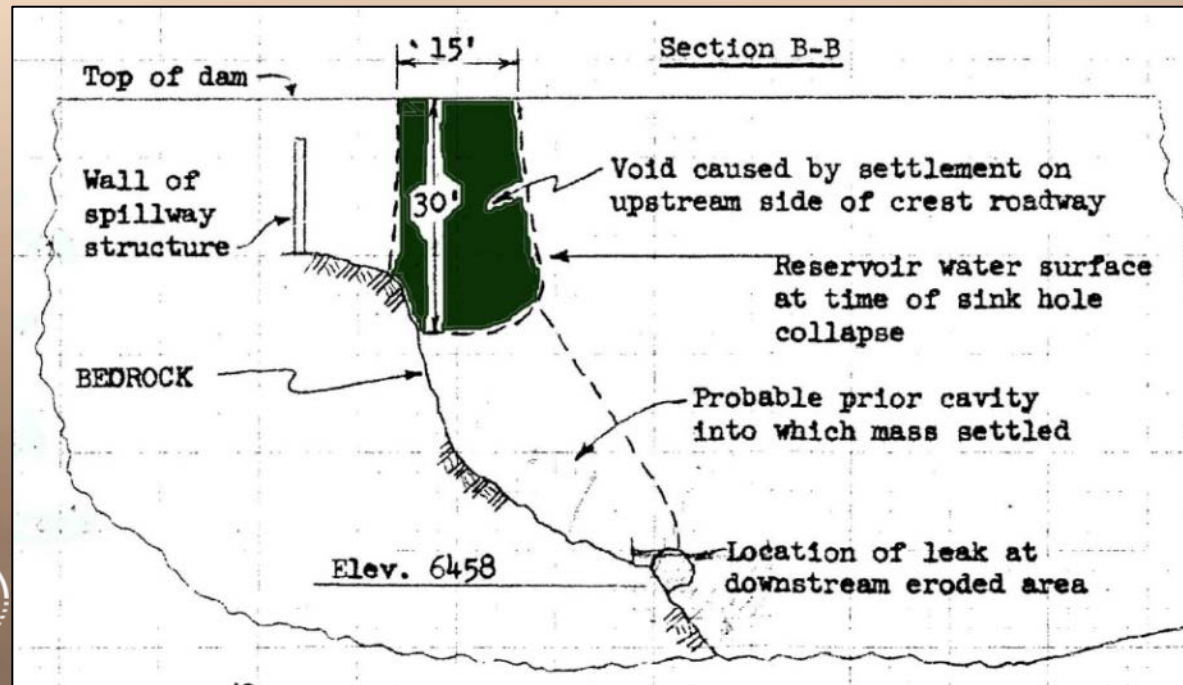 Section B-B
15'
Top of dam
Wall of
spillway
structure
30'
Void caused by settlement on
upstream side of crest roadway
Reservoir water surface
at time of sink hole
collapse
BEDROCK
Probable prior cavity
into which mass settled
Elev. 6458
Location of leak at
downstream eroded area